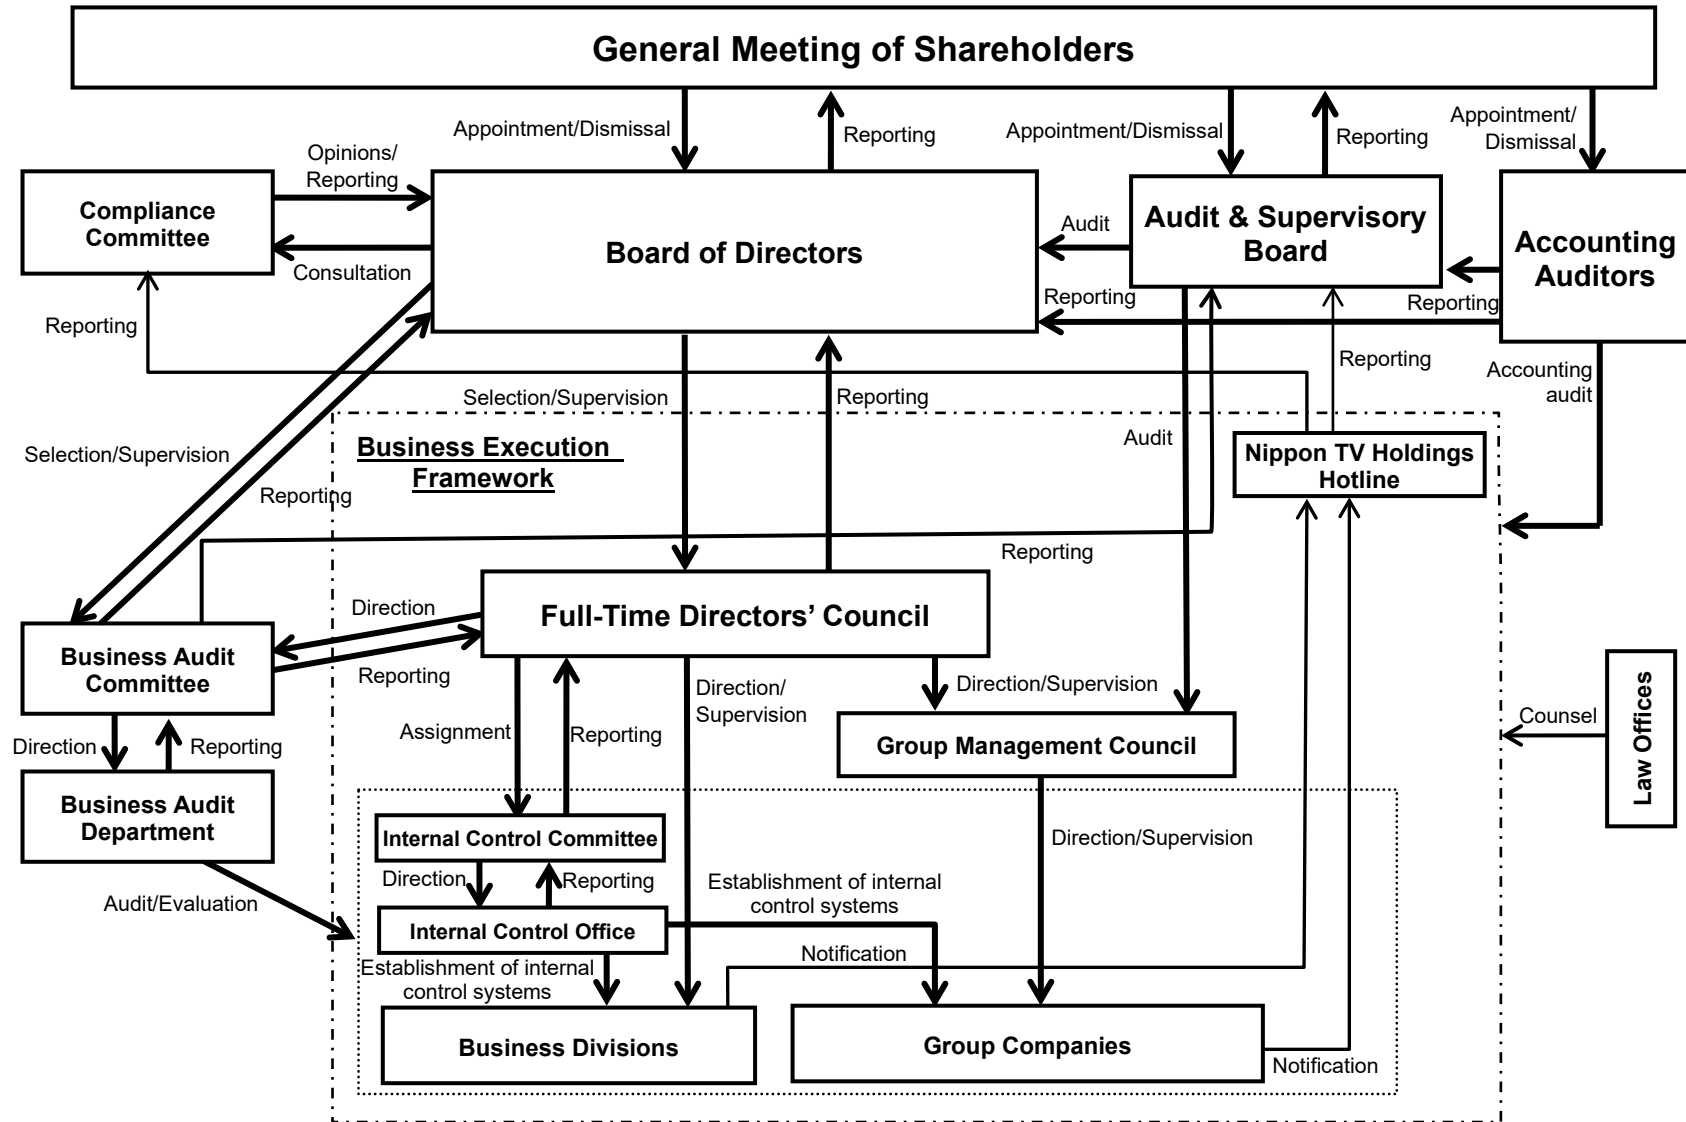 General Meeting of Shareholders
Appointment/Dismissal
Reporting
Appointment/Dismissal
Reporting
Appointment/
Dismissal
Opinions/
Reporting
Compliance
Committee
Consultation
Reporting
Board of Directors
Audit
Audit & Supervisory
Board
Accounting
Auditors
Reporting
Reporting
Reporting
Accounting
audit
Selection/Supervision
Reporting
Selection/Supervision
Reporting
Business Execution
Framework
Audit
Nippon TV Holdings
Hotline
Reporting
Direction
Full-Time Directors’ Council
Business Audit
Committee
Reporting
Direction
Reporting
Assignment
Reporting
Direction/
Supervision
Direction/Supervision
Group Management Council
Counsel
Law Offices
Business Audit
Department
Audit/Evaluation
Internal Control Committee
Direction
Reporting
Direction/Supervision
Establishment of internal
control systems
Internal Control Office
Notification
Establishment of internal
control systems
Business Divisions
Group Companies
Notification